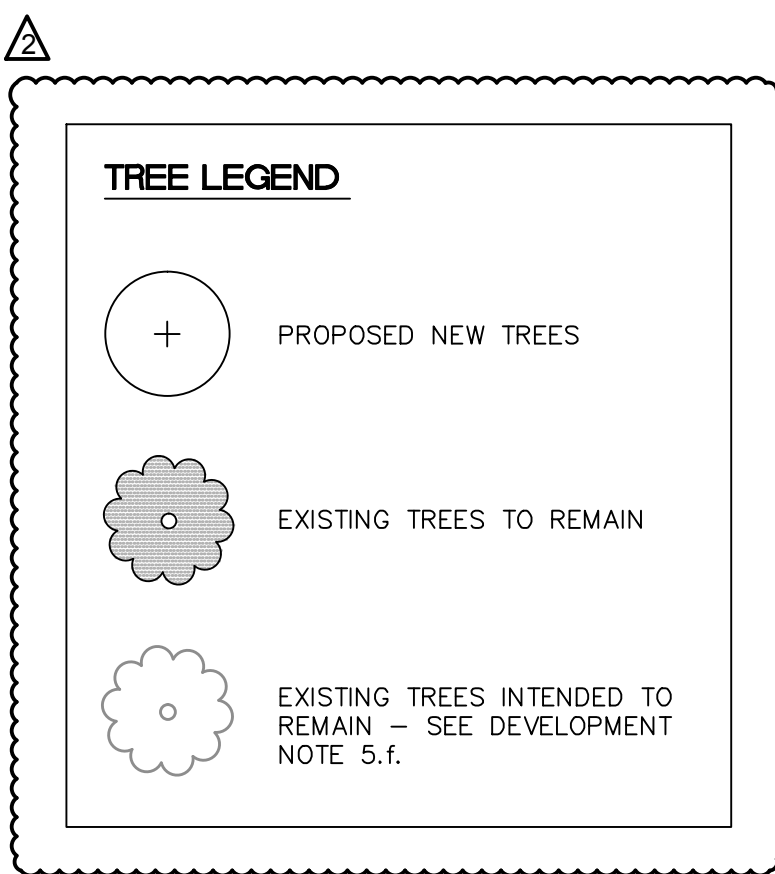 2
TREE LEGEND
PROPOSED NEW TREES
EXISTING TREES TO REMAIN
EXISTING TREES INTENDED TO
REMAIN – SEE DEVELOPMENT
NOTE 5.f.